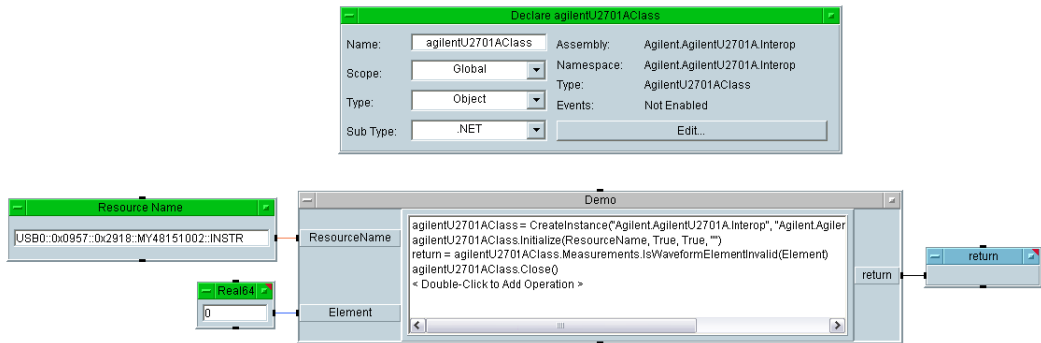 Declare agilentU2701AClass
Name: agilentU2701AClass Assembly: Agilent.AgilentU2701A.Interop
Scope: Global Namespace: Agilent.AgilentU2701A.Interop
Type: AgilentU2701AClass
Type: Object Events: Not Enabled
Sub Type: .NET Edit...
Resource Name
USB0::0x0957::0x2918::MY48151002::INSTR
Demo
ResourceName
agilentU2701AClass = CreateInstance("Agilent.AgilentU2701A.Interop", "Agilent.Agiler
agilentU2701AClass.Initialize(ResourceName, True, True, "")
return = agilentU2701AClass.Measurements.IsWaveformElementInvalid(Element)
agilentU2701AClass.Close()
< Double-Click to Add Operation >
return
return
Real64
0
Element